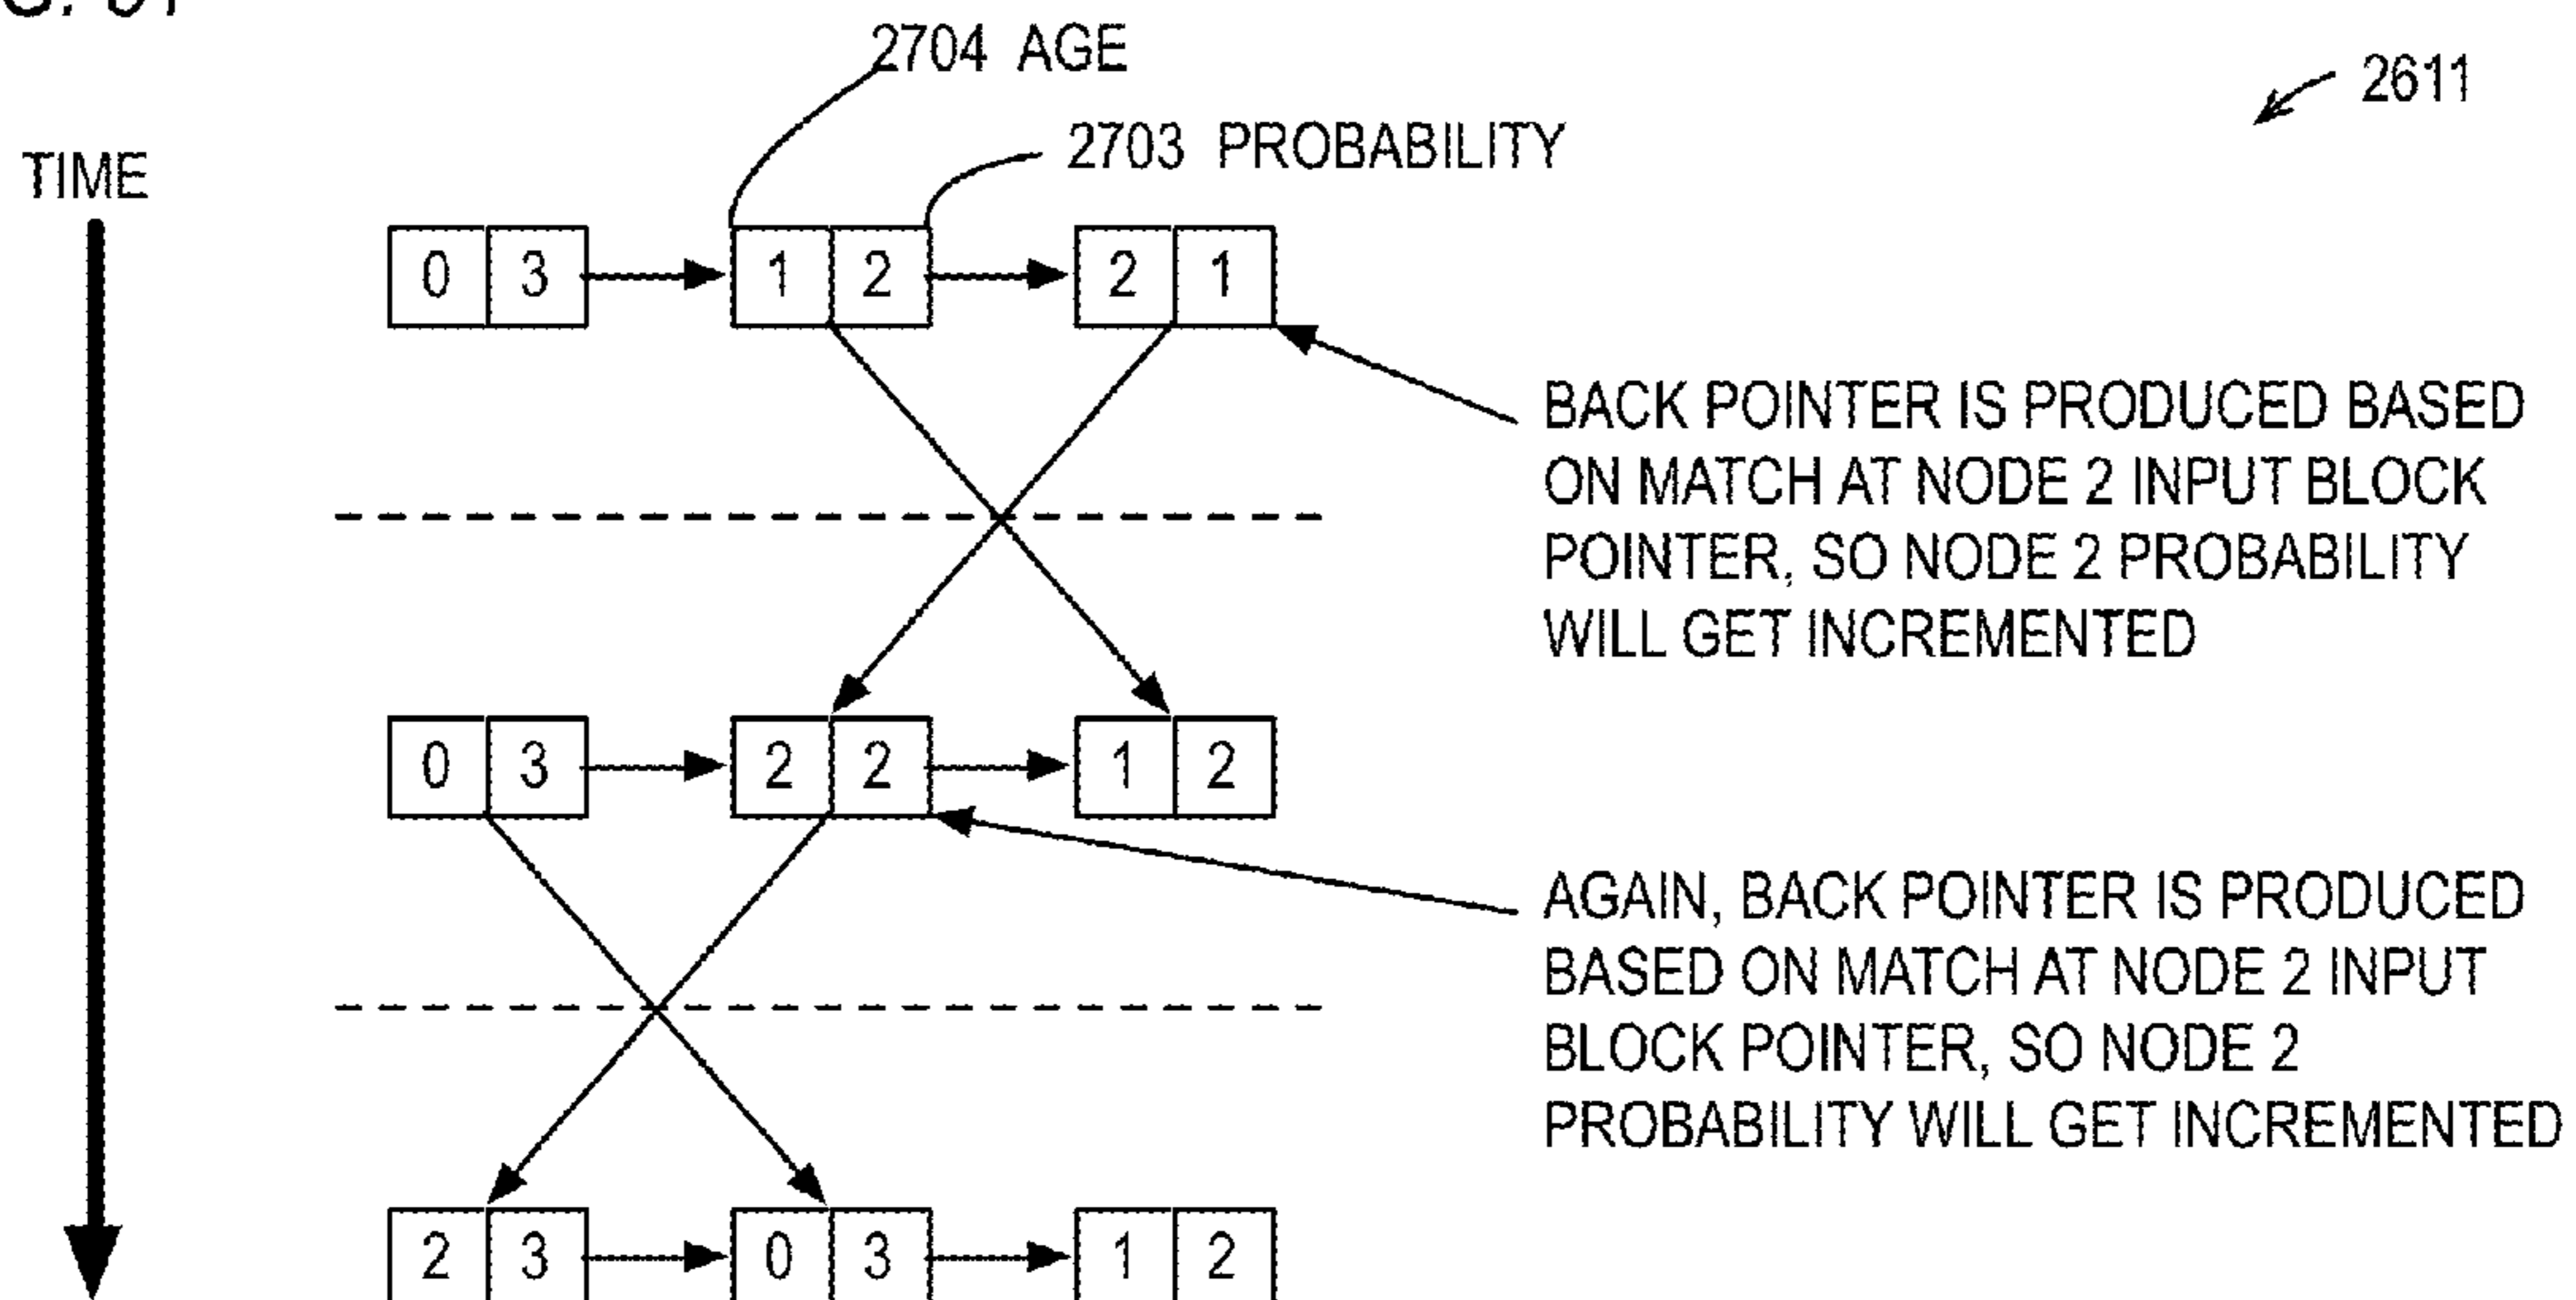 2704 AGE
2611
2703 PROBABILITY
TIME
0 3 1 2 2 1
BACK POINTER IS PRODUCED BASED
ON MATCH AT NODE 2 INPUT BLOCK
POINTER, SO NODE 2 PROBABILITY
WILL GET INCREMENTED
0 3 2 2 1 2
AGAIN, BACK POINTER IS PRODUCED
BASED ON MATCH AT NODE 2 INPUT
BLOCK POINTER, SO NODE 2
PROBABILITY WILL GET INCREMENTED
2 3 0 3 1 2